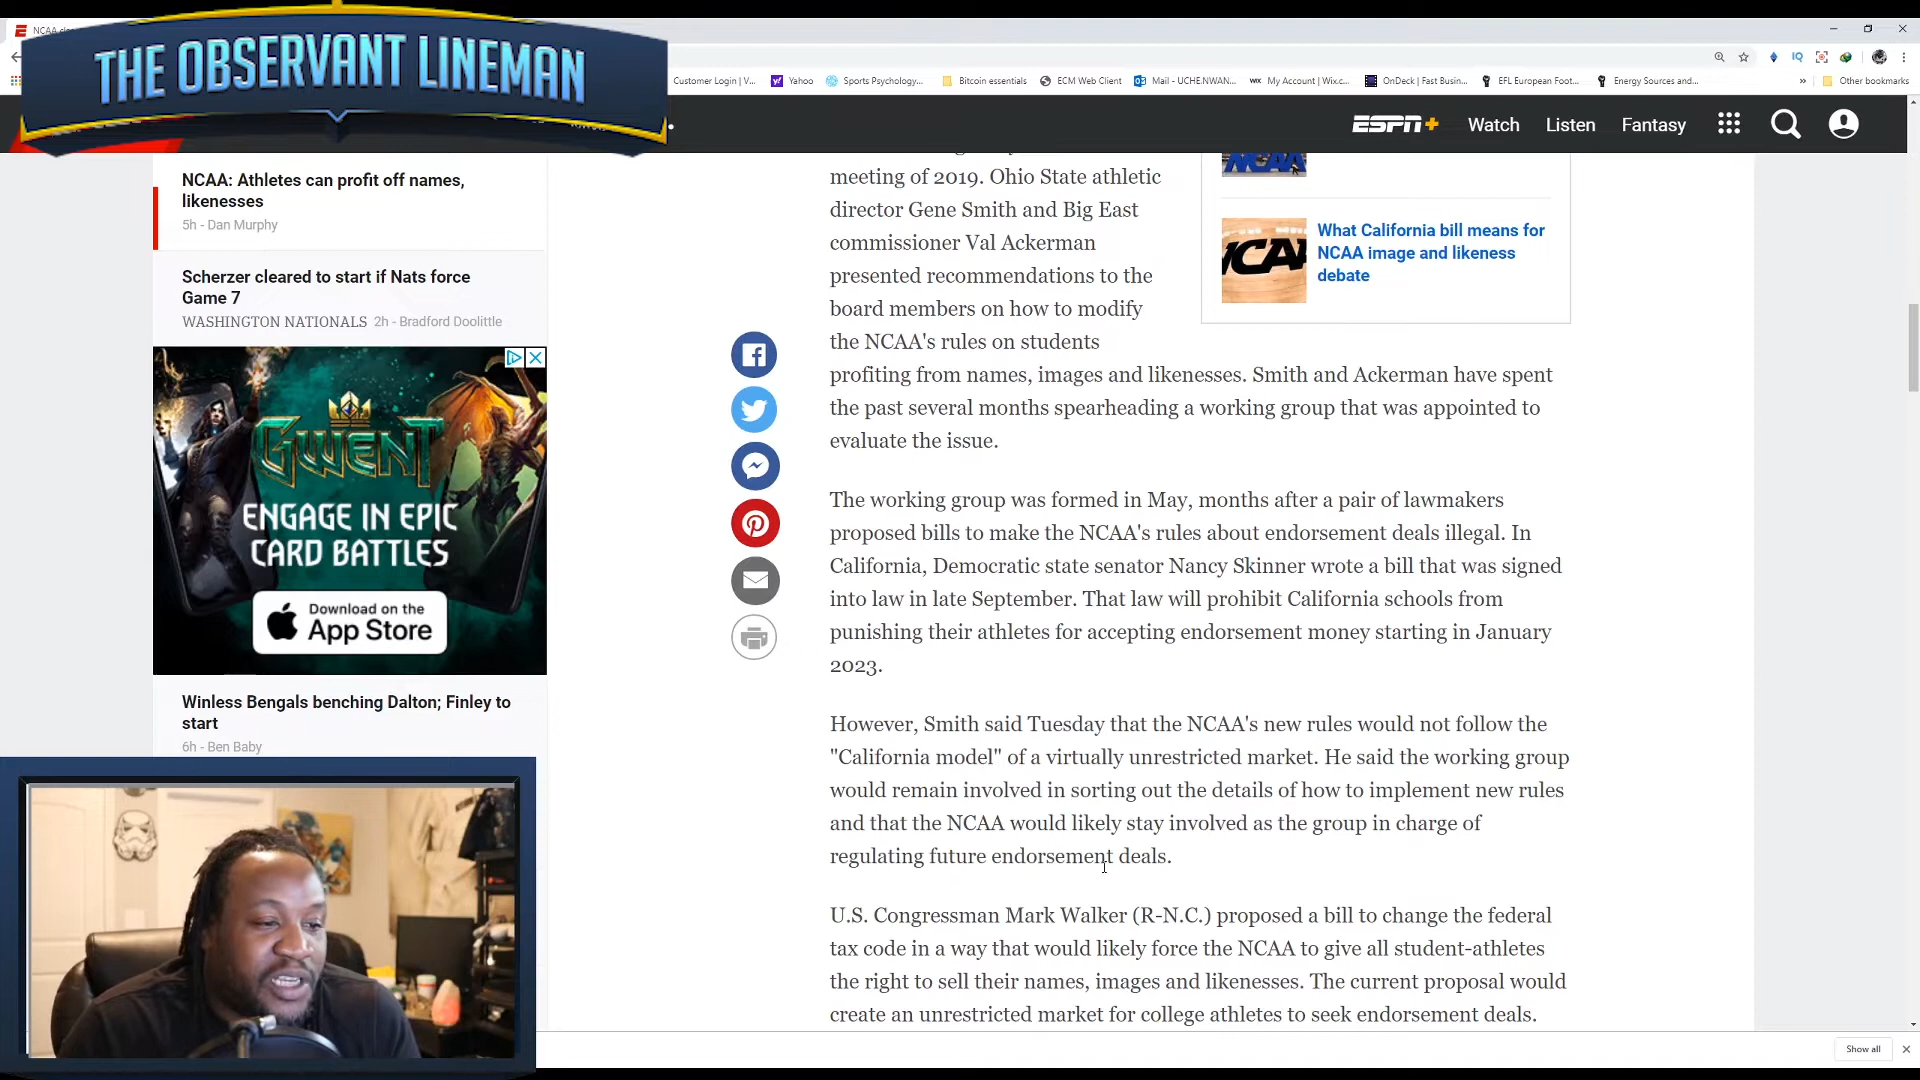 THE OBSERVANT LINEMAN
Customer Login | V...
Yahoo
Sports Psychology...
Bitcoin essentials
ECM Web Client
Mail - UCHE.NWAN...
My Account | Wix.c...
OnDeck | Fast Busin...
EFL European Foot...
Energy Sources and...
»
Other bookmarks
ESPN+
Watch
Listen
Fantasy
NCAA: Athletes can profit off names,
likenesses
5h - Dan Murphy
Scherzer cleared to start if Nats force
Game 7
WASHINGTON NATIONALS 2h - Bradford Doolittle
GWENT
ENGAGE IN EPIC
CARD BATTLES
Download on the
App Store
Winless Bengals benching Dalton; Finley to
start
6h - Ben Baby
meeting of 2019. Ohio State athletic
director Gene Smith and Big East
commissioner Val Ackerman
presented recommendations to the
board members on how to modify
the NCAA's rules on students
profiting from names, images and likenesses. Smith and Ackerman have spent
the past several months spearheading a working group that was appointed to
evaluate the issue.
The working group was formed in May, months after a pair of lawmakers
proposed bills to make the NCAA's rules about endorsement deals illegal. In
California, Democratic state senator Nancy Skinner wrote a bill that was signed
into law in late September. That law will prohibit California schools from
punishing their athletes for accepting endorsement money starting in January
2023.
However, Smith said Tuesday that the NCAA's new rules would not follow the
"California model" of a virtually unrestricted market. He said the working group
would remain involved in sorting out the details of how to implement new rules
and that the NCAA would likely stay involved as the group in charge of
regulating future endorsement deals.
U.S. Congressman Mark Walker (R-N.C.) proposed a bill to change the federal
tax code in a way that would likely force the NCAA to give all student-athletes
the right to sell their names, images and likenesses. The current proposal would
create an unrestricted market for college athletes to seek endorsement deals.
NCAA
NCAA
What California bill means for
NCAA image and likeness
debate
Show all